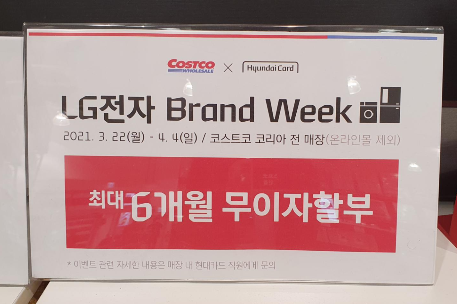 COSTCO WHOLESALE × HyundaiCard
LG전자 Brand Week
2021. 3. 22(월) - 4. 4(일) / 코스트코 코리아 전 매장(온라인몰 제외)
최대 6개월 무이자할부
* 이벤트 관련 자세한 내용은 매장 내 현대카드 직원에게 문의